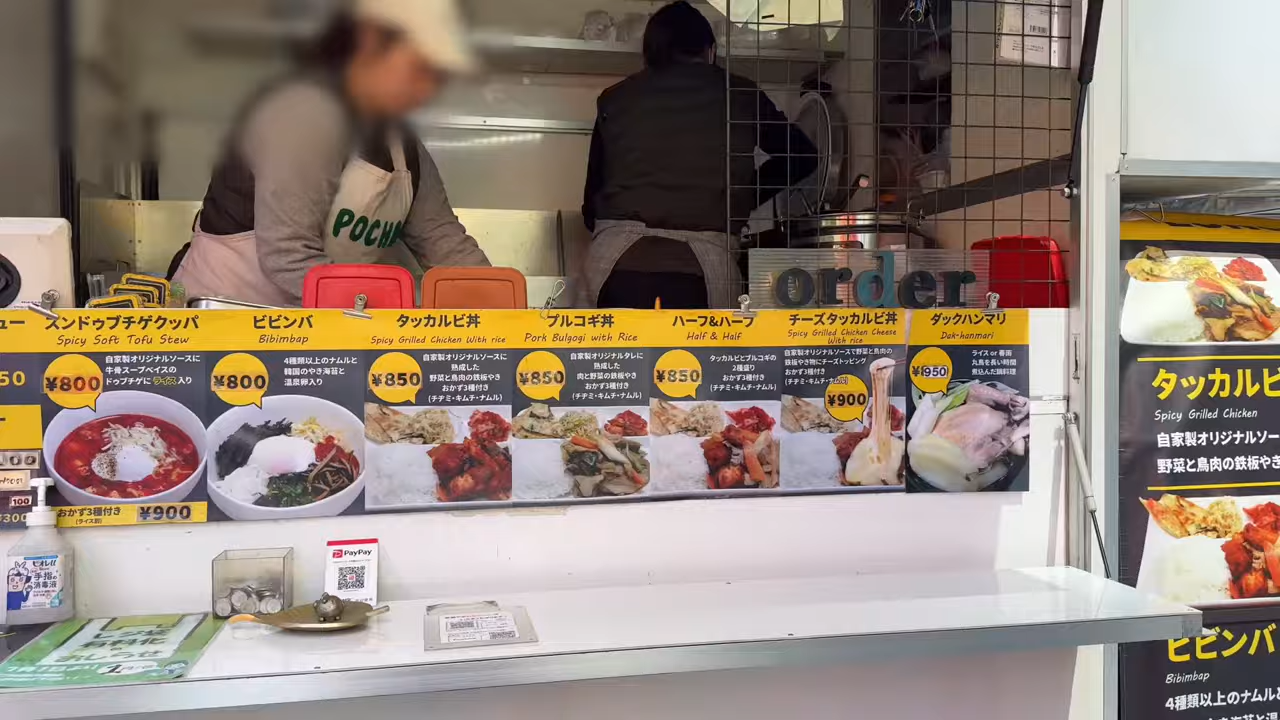 POCHA
order
ュー
50
スンドゥブチゲクッパ
Spicy Soft Tofu Stew
¥800
自家製オリジナルソースに
牛骨スープベイスの
ドゥブチゲに ライス入り
おかず3種付き
(ライス別)
¥900
ビビンバ
Bibimbap
¥800
4種類以上のナムルと
韓国のやき海苔と
温泉卵入り
タッカルビ丼
Spicy Grilled Chicken With rice
¥850
自家製オリジナルソースに
熟成した
野菜と鳥肉の鉄板やき
おかず3種付き
(チヂミ・キムチ・ナムル)
プルコギ丼
Pork Bulgogi with Rice
¥850
自家製オリジナルタレに
熟成した
肉と野菜の鉄板やき
おかず3種付き
(チヂミ・キムチ・ナムル)
ハーフ&ハーフ
Half & Half
¥850
タッカルビとプルコギの
2種盛り
おかず3種付き
(チヂミ・キムチ・ナムル)
チーズタッカルビ丼
Spicy Grilled Chicken Cheese
With rice
自家製オリジナルソースで野菜と鳥肉の
鉄板やき物にチーズトッピング
おかず3種付き
(チヂミ・キムチ・ナムル)
¥900
ダックハンマリ
Dak-hanmari
¥950
ライス or 春雨
丸鳥を長い時間
煮込んだ鍋料理
100
¥300
ビオレu
手指の
消毒液
PayPay
タッカルビ
Spicy Grilled Chicken
自家製オリジナルソー
野菜と鳥肉の鉄板やき
ビビンバ
Bibimbap
4種類以上のナムルと